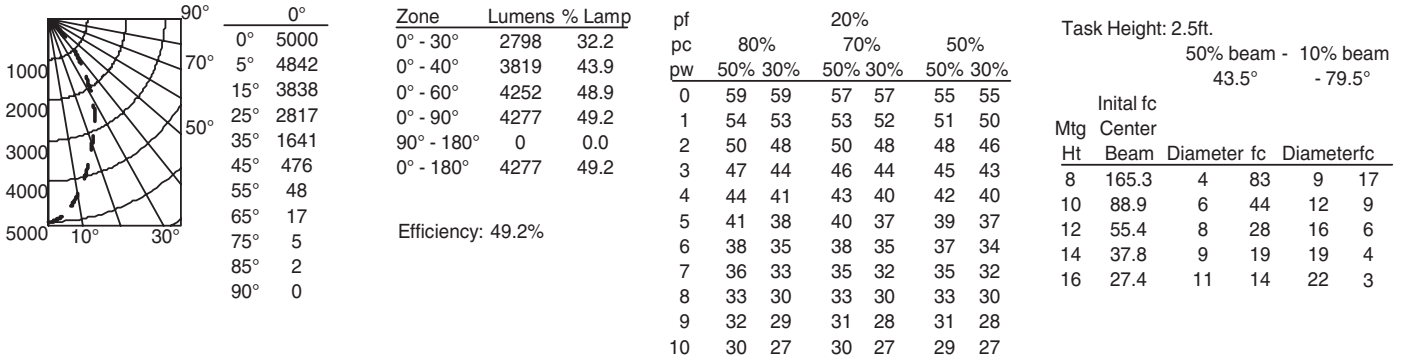 90°
70°
50°
1000
2000
3000
4000
5000 10° 30°
0°
0° 5000
5° 4842
15° 3838
25° 2817
35° 1641
45° 476
55° 48
65° 17
75° 5
85° 2
90° 0
Zone Lumens % Lamp
0° - 30° 2798 32.2
0° - 40° 3819 43.9
0° - 60° 4252 48.9
0° - 90° 4277 49.2
90° - 180° 0 0.0
0° - 180° 4277 49.2
Efficiency: 49.2%
pf 20%
pc 80% 70% 50%
pw 50% 30% 50% 30% 50% 30%
0 59 59 57 57 55 55
1 54 53 53 52 51 50
2 50 48 50 48 48 46
3 47 44 46 44 45 43
4 44 41 43 40 42 40
5 41 38 40 37 39 37
6 38 35 38 35 37 34
7 36 33 35 32 35 32
8 33 30 33 30 33 30
9 32 29 31 28 31 28
10 30 27 30 27 29 27
Task Height: 2.5ft.
50% beam - 10% beam
43.5° - 79.5°
Inital fc
Mtg Center
Ht Beam Diameter fc Diameterfc
8 165.3 4 83 9 17
10 88.9 6 44 12 9
12 55.4 8 28 16 6
14 37.8 9 19 19 4
16 27.4 11 14 22 3